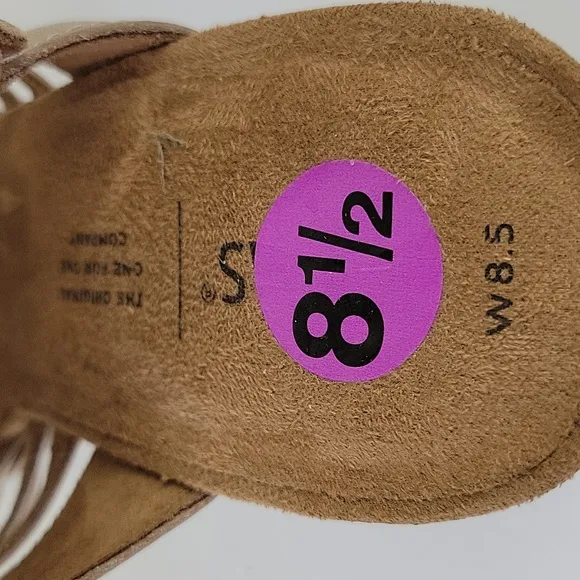 8 1/2
W 8.5
S
®
THE ORIGINAL
ONE FOR ONE
COMPANY